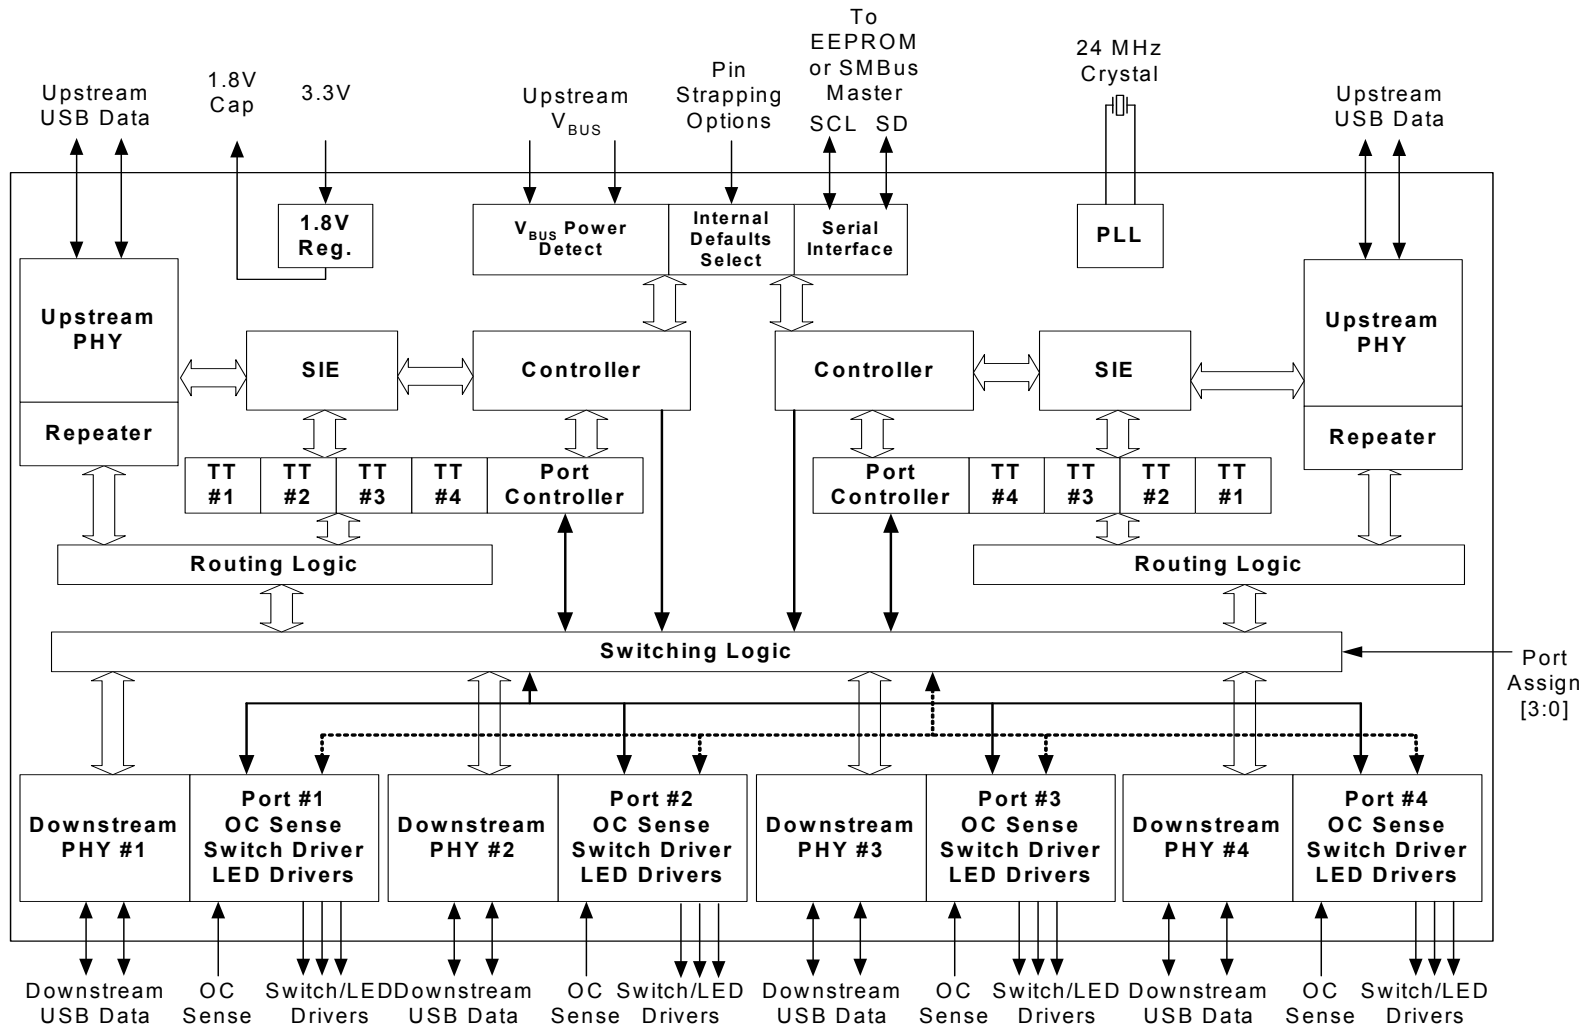 Upstream
USB Data
1.8V
Cap
3.3V
Upstream
VBUS
Pin
Strapping
Options
To
EEPROM
or SMBus
Master
SCL SD
24 MHz
Crystal
Upstream
USB Data
1.8V
Reg.
VBUS Power
Detect
Internal
Defaults
Select
Serial
Interface
PLL
Upstream
PHY
Repeater
SIE
Controller
Controller
SIE
Upstream
PHY
Repeater
TT
#1
TT
#2
TT
#3
TT
#4
Port
Controller
Port
Controller
TT
#4
TT
#3
TT
#2
TT
#1
Routing Logic
Routing Logic
Switching Logic
Port
Assign
[3:0]
Downstream
PHY #1
Port #1
OC Sense
Switch Driver
LED Drivers
Downstream
PHY #2
Port #2
OC Sense
Switch Driver
LED Drivers
Downstream
PHY #3
Port #3
OC Sense
Switch Driver
LED Drivers
Downstream
PHY #4
Port #4
OC Sense
Switch Driver
LED Drivers
Downstream
USB Data
OC
Sense
Switch/LED
Drivers
Downstream
USB Data
OC
Sense
Switch/LED
Drivers
Downstream
USB Data
OC
Sense
Switch/LED
Drivers
Downstream
USB Data
OC
Sense
Switch/LED
Drivers